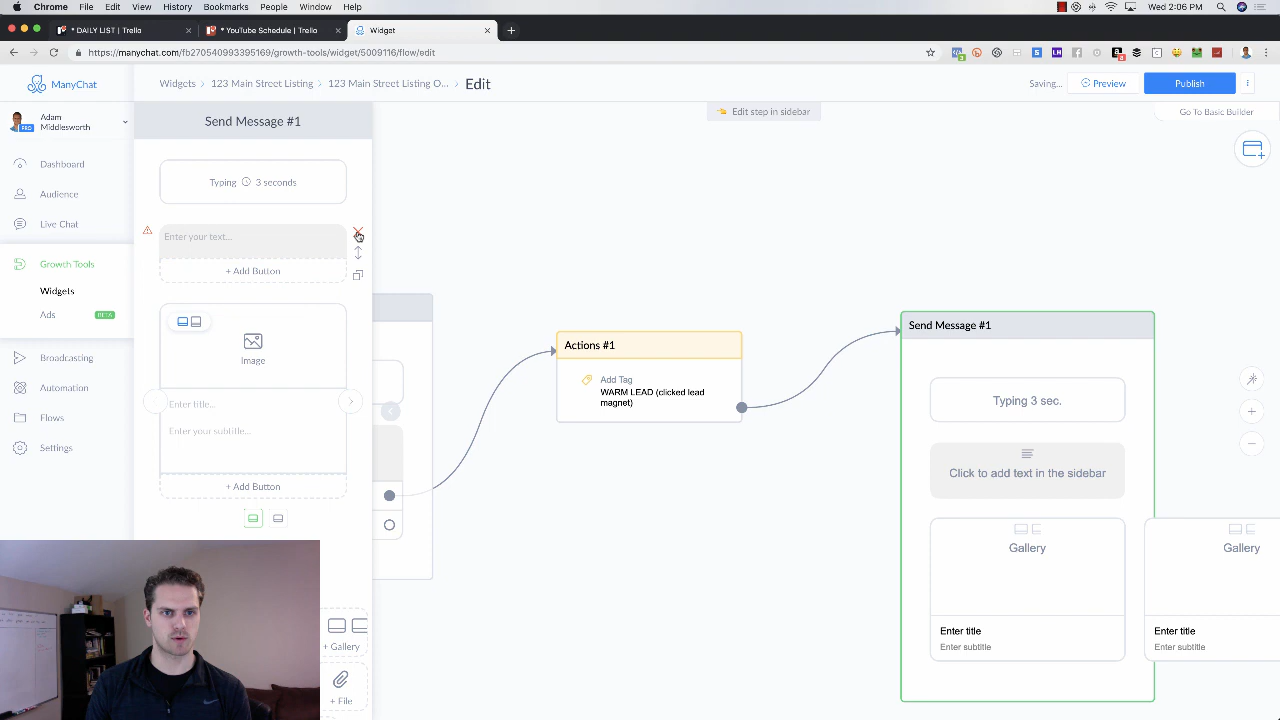 Chrome File Edit View History Bookmarks People Window Help
Wed 2:06 PM
* DAILY LIST | Trello
* YouTube Schedule | Trello
Widget
https://manychat.com/fb270540993395169/growth-tools/widget/5009116/flow/edit
ManyChat
Widgets > 123 Main Street Listing > 123 Main Street Listing O... > Edit
Saving...
Preview
Publish
Adam Middlesworth
PRO
Send Message #1
Edit step in sidebar
Go To Basic Builder
Dashboard
Audience
Live Chat
Growth Tools
Widgets
Ads
BETA
Broadcasting
Automation
Flows
Settings
Typing 3 seconds
Enter your text...
+ Add Button
Image
Enter title...
Enter your subtitle...
+ Add Button
+ Gallery
+ File
Actions #1
Add Tag
WARM LEAD (clicked lead
magnet)
Send Message #1
Typing 3 sec.
Click to add text in the sidebar
Gallery
Gallery
Enter title
Enter subtitle
Enter title
Enter subtitle